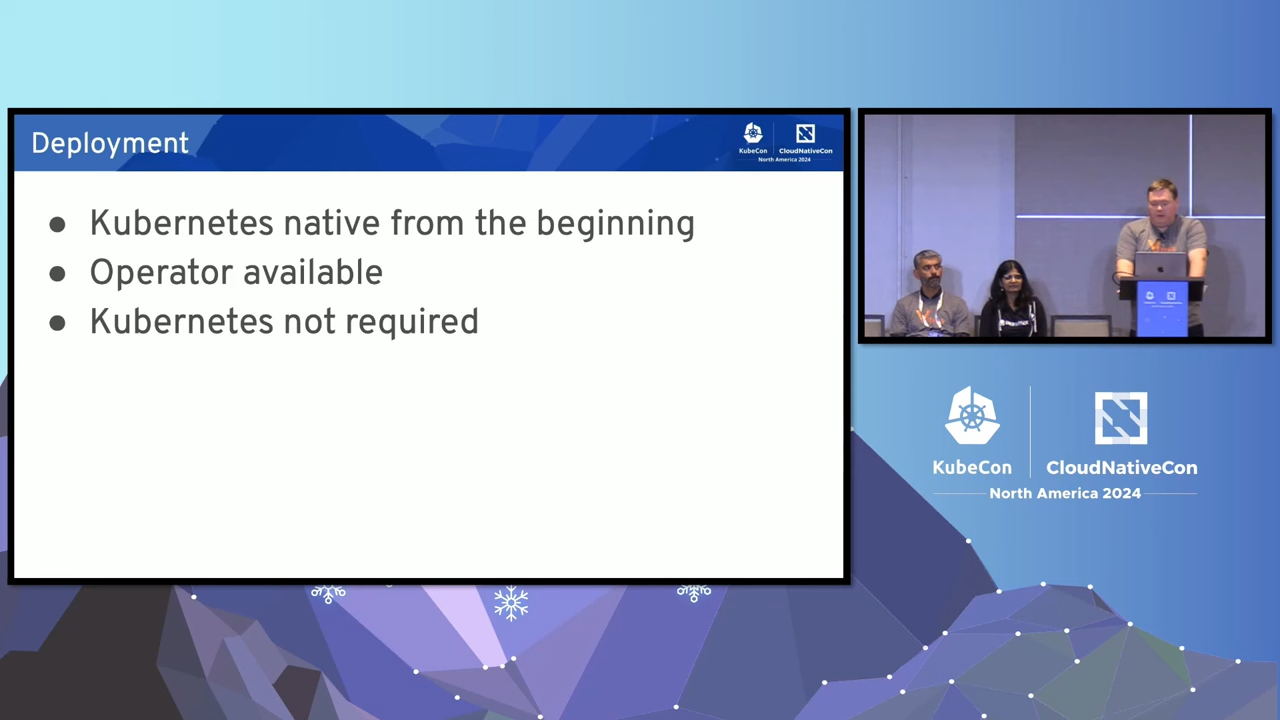 Deployment
KubeCon
CloudNativeCon
North America 2024
● Kubernetes native from the beginning
● Operator available
● Kubernetes not required
KubeCon
CloudNativeCon
North America 2024